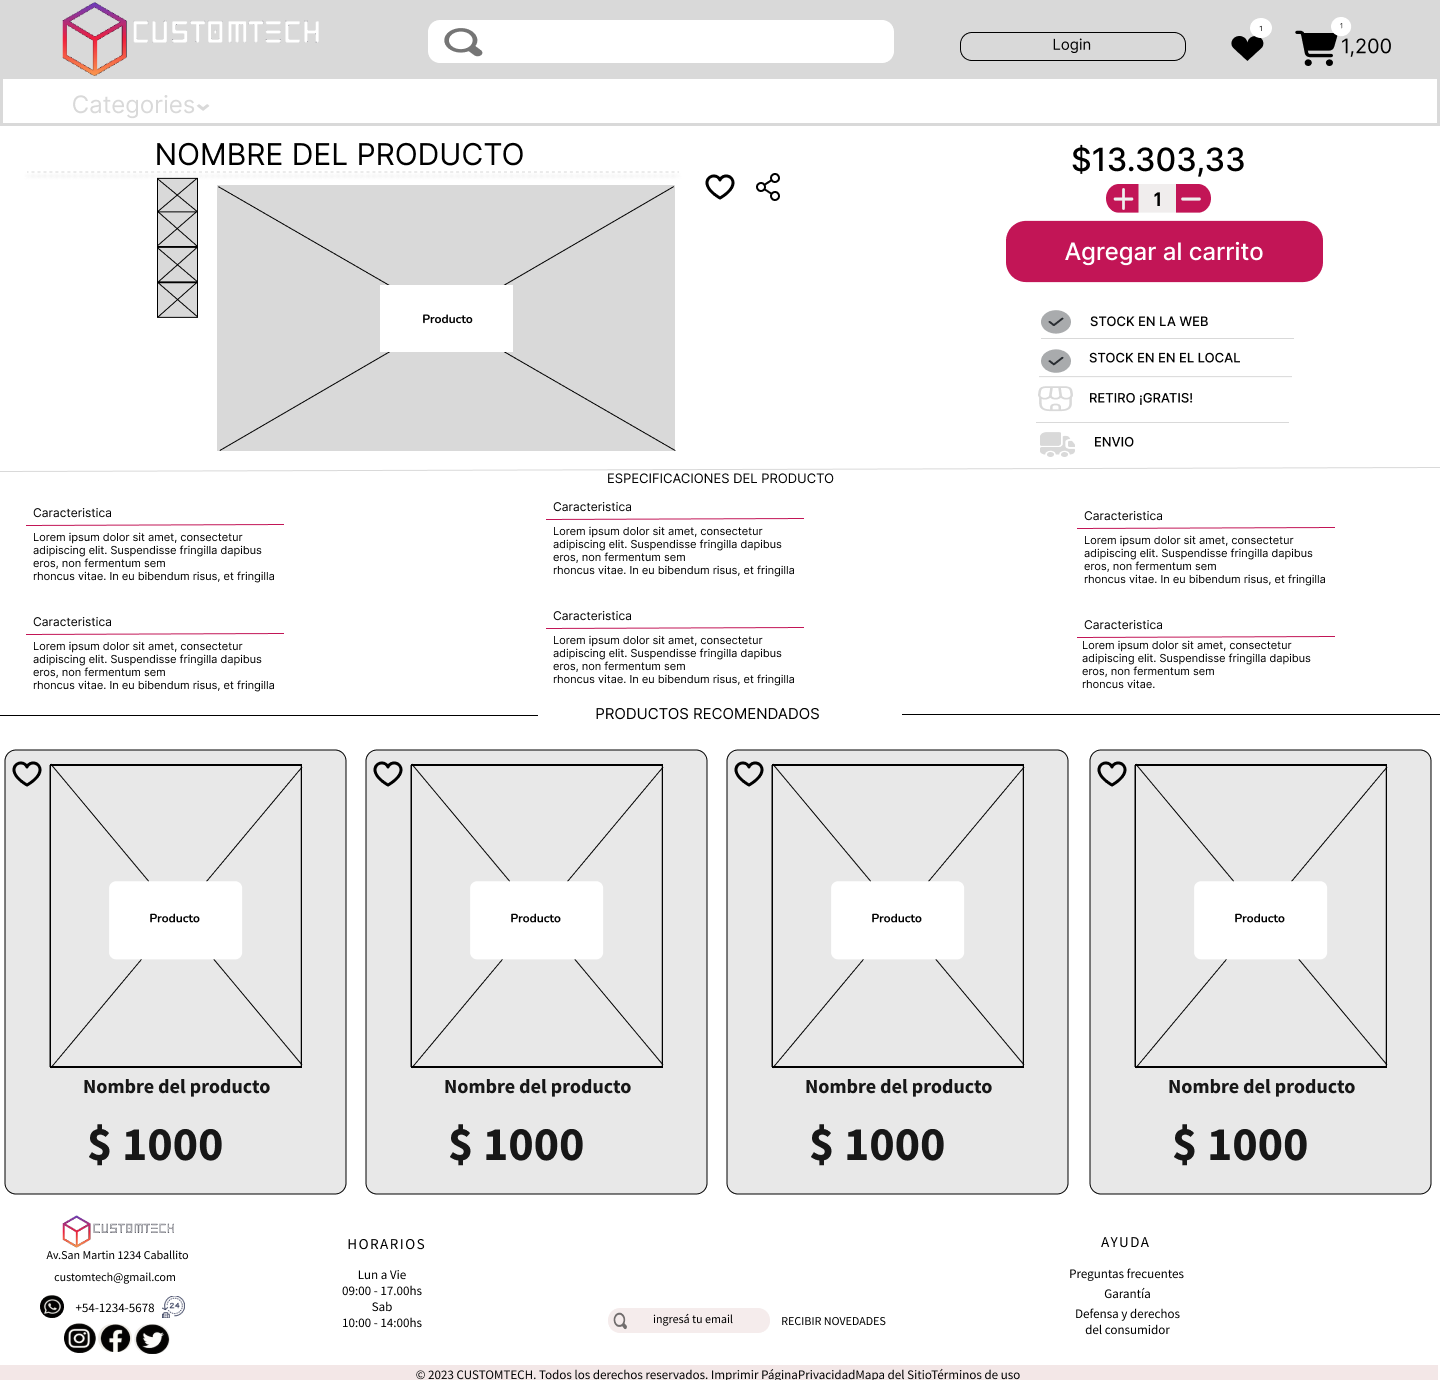 CUSTOMTECH
Login
1
1
1,200
Categories
NOMBRE DEL PRODUCTO
Producto
$13.303,33
1
Agregar al carrito
STOCK EN LA WEB
STOCK EN EN EL LOCAL
RETIRO ¡GRATIS!
ENVIO
ESPECIFICACIONES DEL PRODUCTO
Caracteristica
Lorem ipsum dolor sit amet, consectetur
adipiscing elit. Suspendisse fringilla dapibus
eros, non fermentum sem
rhoncus vitae. In eu bibendum risus, et fringilla
Caracteristica
Lorem ipsum dolor sit amet, consectetur
adipiscing elit. Suspendisse fringilla dapibus
eros, non fermentum sem
rhoncus vitae. In eu bibendum risus, et fringilla
Caracteristica
Lorem ipsum dolor sit amet, consectetur
adipiscing elit. Suspendisse fringilla dapibus
eros, non fermentum sem
rhoncus vitae. In eu bibendum risus, et fringilla
Caracteristica
Lorem ipsum dolor sit amet, consectetur
adipiscing elit. Suspendisse fringilla dapibus
eros, non fermentum sem
rhoncus vitae. In eu bibendum risus, et fringilla
Caracteristica
Lorem ipsum dolor sit amet, consectetur
adipiscing elit. Suspendisse fringilla dapibus
eros, non fermentum sem
rhoncus vitae. In eu bibendum risus, et fringilla
Caracteristica
Lorem ipsum dolor sit amet, consectetur
adipiscing elit. Suspendisse fringilla dapibus
eros, non fermentum sem
rhoncus vitae.
PRODUCTOS RECOMENDADOS
Producto
Nombre del producto
$ 1000
Producto
Nombre del producto
$ 1000
Producto
Nombre del producto
$ 1000
Producto
Nombre del producto
$ 1000
CUSTOMTECH
Av.San Martin 1234 Caballito
customtech@gmail.com
+54-1234-5678
24
HORARIOS
Lun a Vie
09:00 - 17.00hs
Sab
10:00 - 14:00hs
ingresá tu email
RECIBIR NOVEDADES
AYUDA
Preguntas frecuentes
Garantía
Defensa y derechos
del consumidor
© 2023 CUSTOMTECH. Todos los derechos reservados. Imprimir PáginaPrivacidadMapa del SitioTérminos de uso